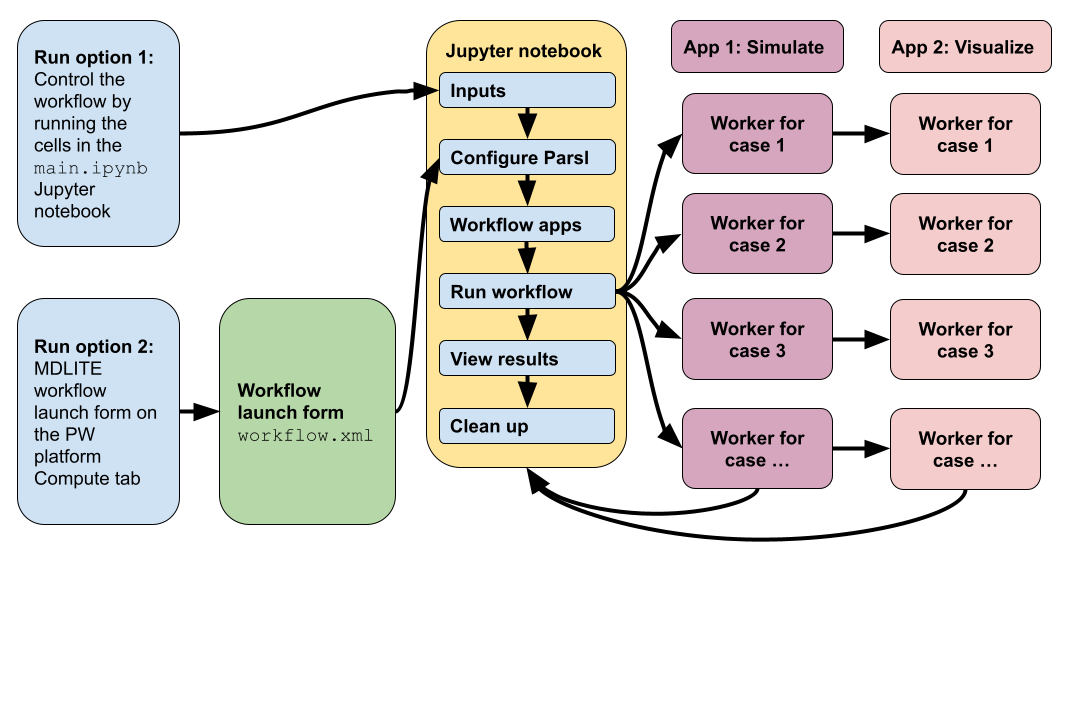 Run option 1:
Control the
workflow by
running the
cells in the
main.ipynb
Jupyter
notebook
Run option 2:
MDLITE
workflow
launch form on
the PW
platform
Compute tab
Workflow
launch form
workflow.xml
Jupyter notebook
Inputs
Configure Parsl
Workflow apps
Run workflow
View results
Clean up
App 1: Simulate
Worker for
case 1
Worker for
case 2
Worker for
case 3
Worker for
case …
App 2: Visualize
Worker for
case 1
Worker for
case 2
Worker for
case 3
Worker for
case …